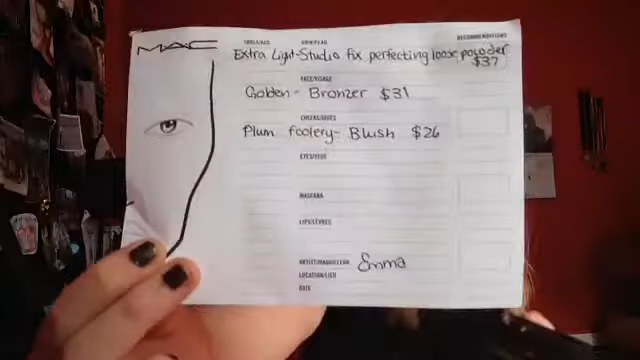 MAC
RECOMMENDATIONS
Extra Light-Studio fix perfecting loose powder
$37
FACE/VISAGE
Golden- Bronzer $31
CHEEKS/JOUES
Plum foolery- Blush $26
EYES/YEUX
MASCARA
LIPS/LÈVRES
ARTIST/MAQUILLEUR Emma
LOCATION/LIEU
DATE